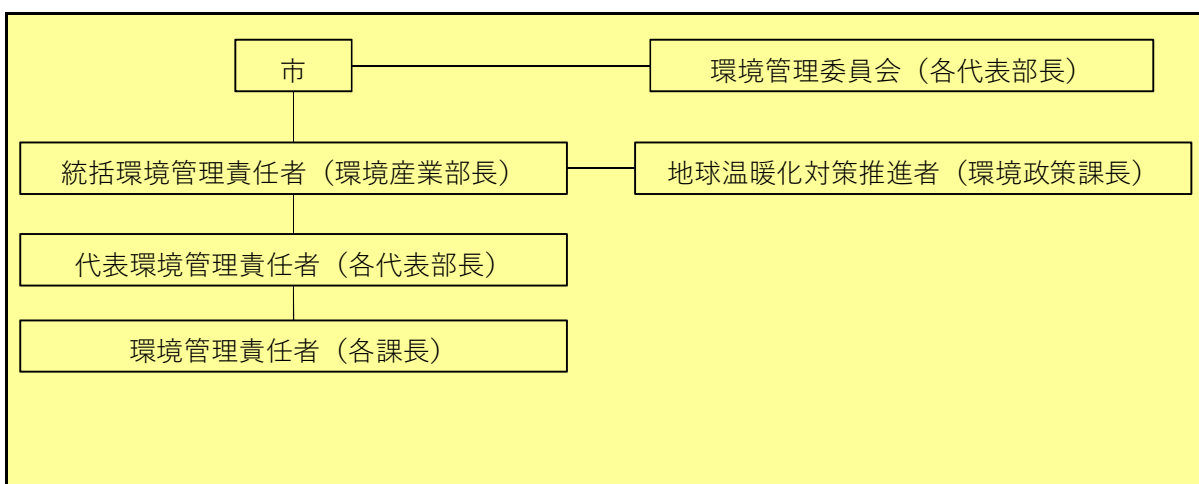 市
環境管理委員会（各代表部長）
統括環境管理責任者（環境産業部長）
地球温暖化対策推進者（環境政策課長）
代表環境管理責任者（各代表部長）
環境管理責任者（各課長）